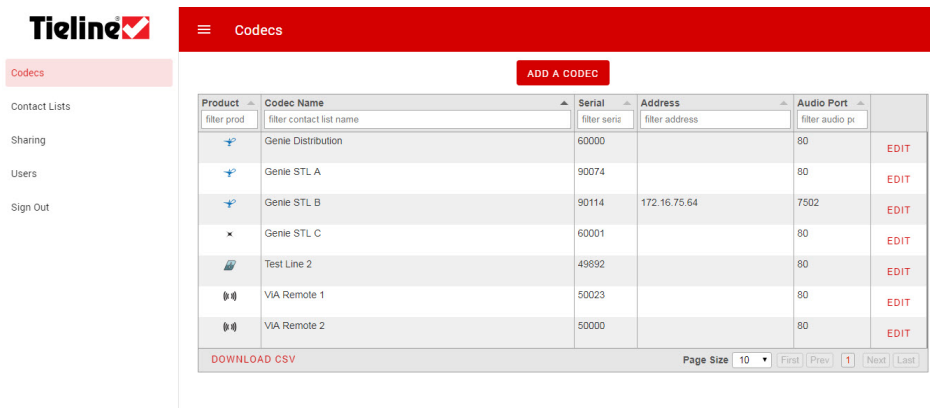 Tieline
Codecs
Codecs
Contact Lists
Sharing
Users
Sign Out
ADD A CODEC
Product Codec Name Serial Address Audio Port
filter prod filter contact list name filter seria filter address filter audio p
Genie Distribution 60000 80 EDIT
Genie STL A 90074 80 EDIT
Genie STL B 90114 172.16.75.64 7502 EDIT
Genie STL C 60001 80 EDIT
Test Line 2 49892 80 EDIT
ViA Remote 1 50023 80 EDIT
ViA Remote 2 50000 80 EDIT
DOWNLOAD CSV Page Size 10 First Prev 1 Next Last